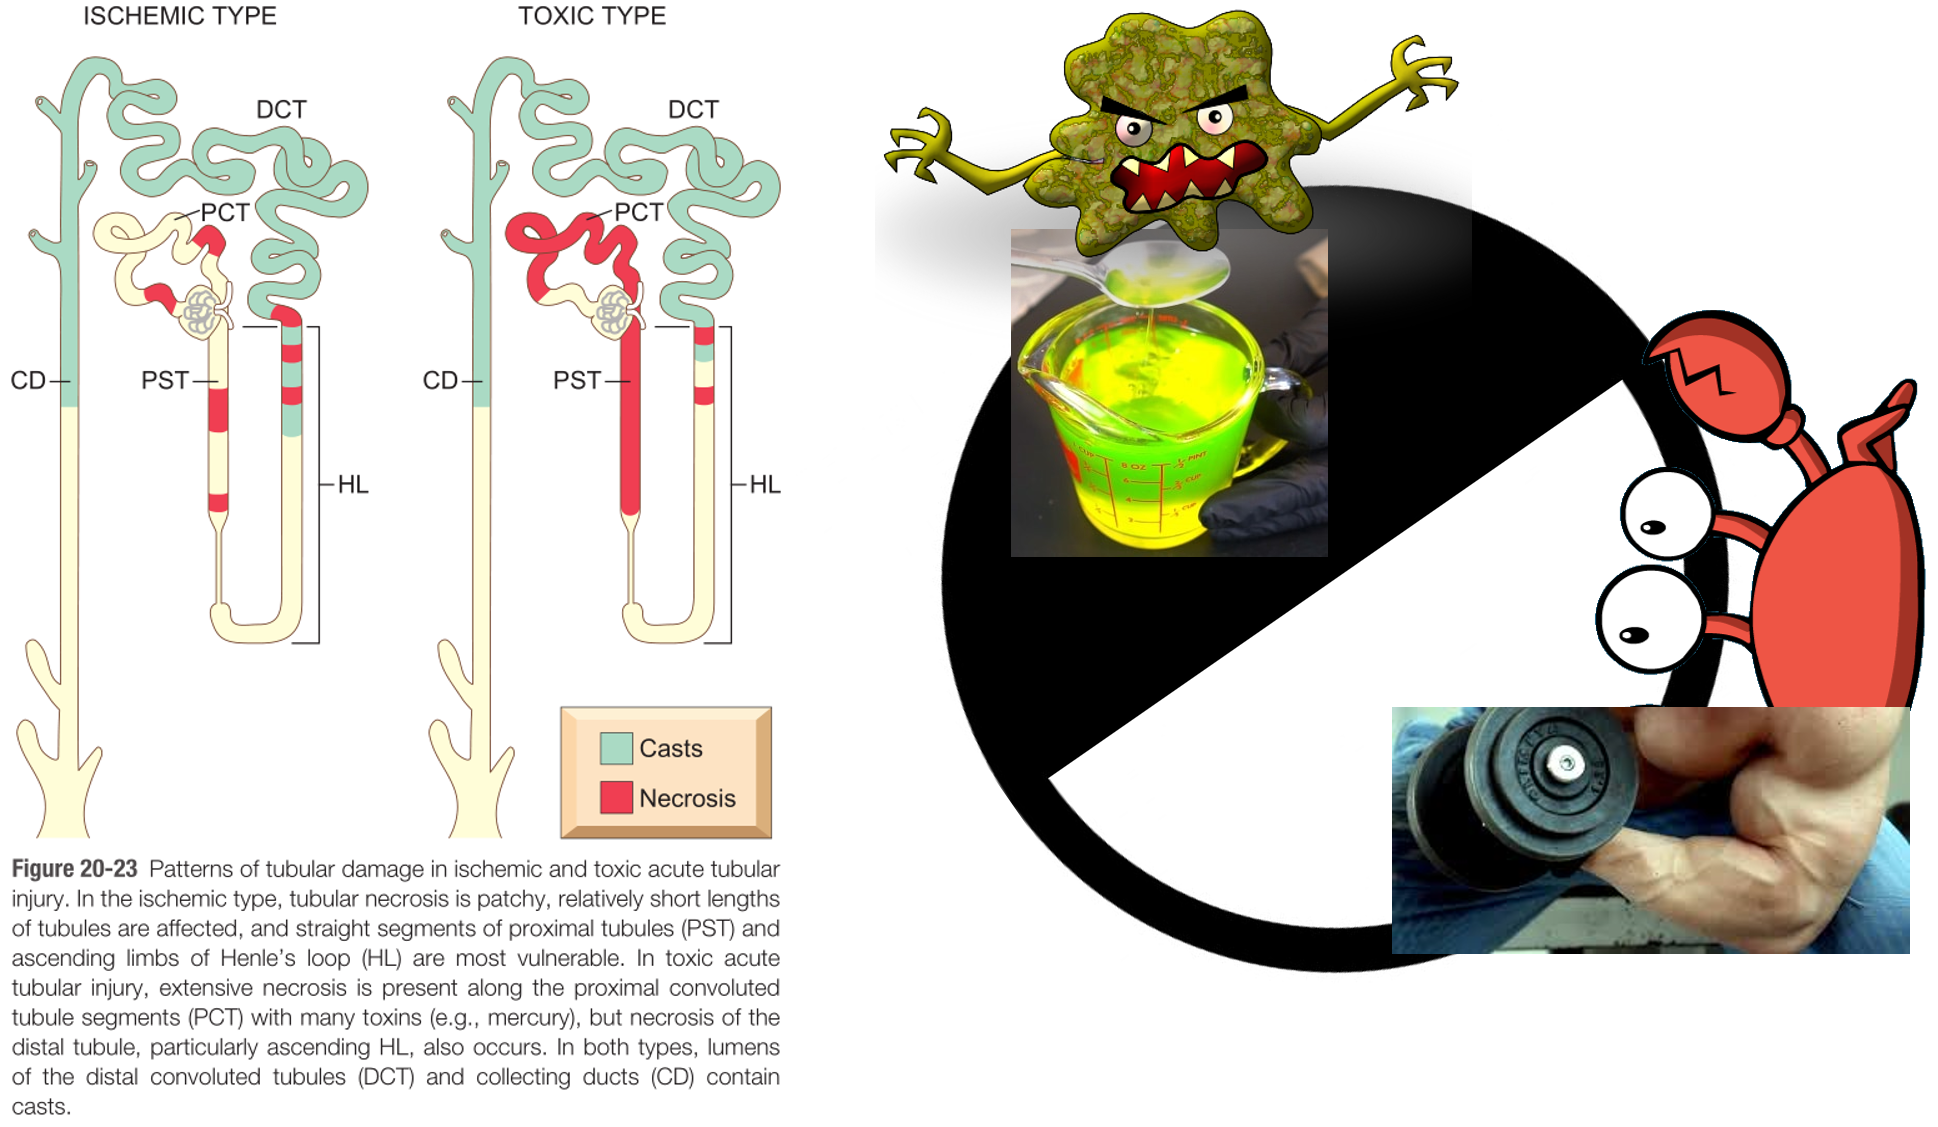 ISCHEMIC TYPE
TOXIC TYPE
DCT
PCT
CD
PST
HL
DCT
PCT
CD
PST
HL
Casts
Necrosis
Figure 20-23 Patterns of tubular damage in ischemic and toxic acute tubular
injury. In the ischemic type, tubular necrosis is patchy, relatively short lengths
of tubules are affected, and straight segments of proximal tubules (PST) and
ascending limbs of Henle’s loop (HL) are most vulnerable. In toxic acute
tubular injury, extensive necrosis is present along the proximal convoluted
tubule segments (PCT) with many toxins (e.g., mercury), but necrosis of the
distal tubule, particularly ascending HL, also occurs. In both types, lumens
of the distal convoluted tubules (DCT) and collecting ducts (CD) contain
casts.
8 OZ
PINT
CUP
CUP